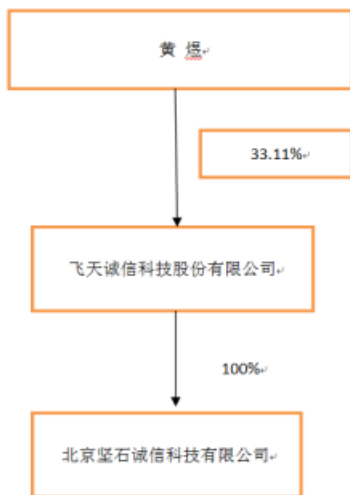 黄 煜
33.11%
飞天诚信科技股份有限公司
100%
北京坚石诚信科技有限公司